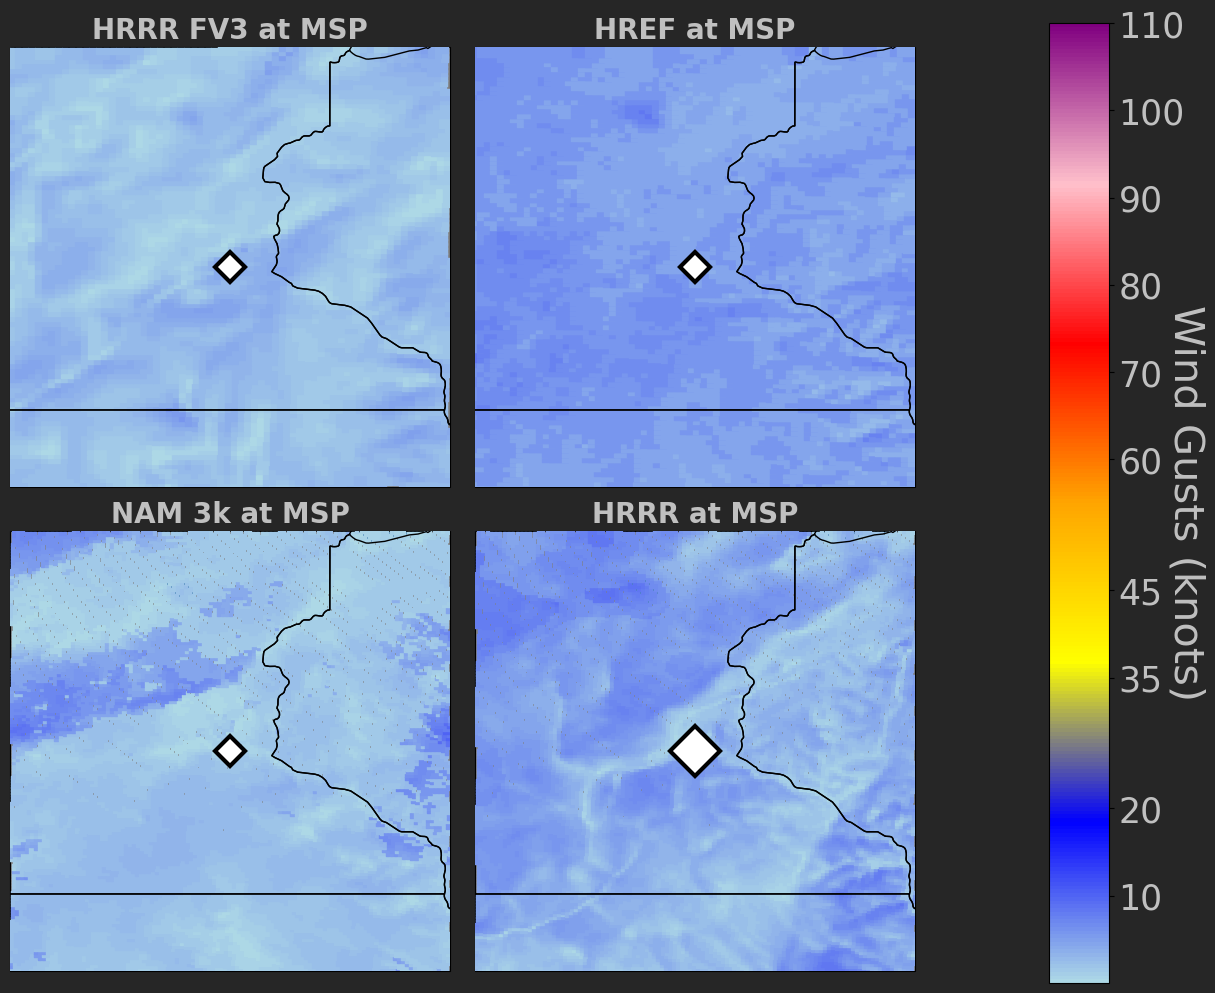 HRRR FV3 at MSP
HREF at MSP
NAM 3k at MSP
HRRR at MSP
110
100
90
80
70
60
45
35
20
10
Wind Gusts (knots)